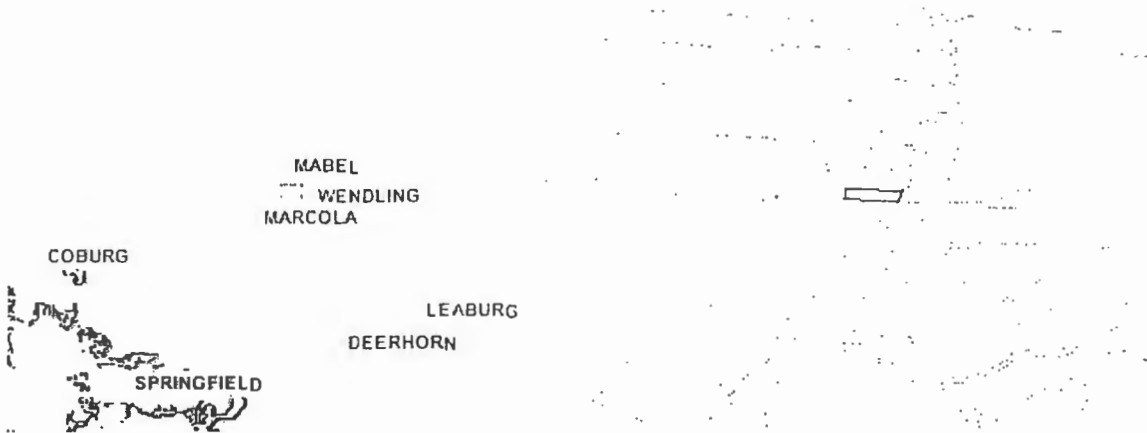 MABEL
WENDLING
MARCOLA
COBURG
LEABURG
DEERHORN
SPRINGFIELD